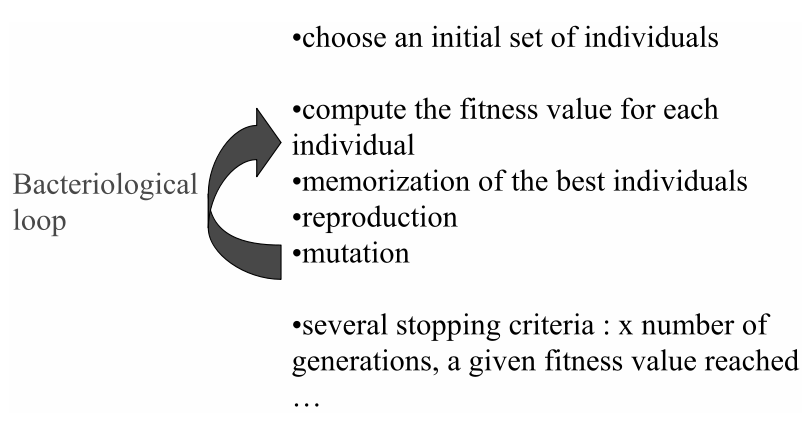 •choose an initial set of individuals
•compute the fitness value for each
individual
•memorization of the best individuals
Bacteriological
loop
•reproduction
•mutation
•several stopping criteria : x number of
generations, a given fitness value reached
…